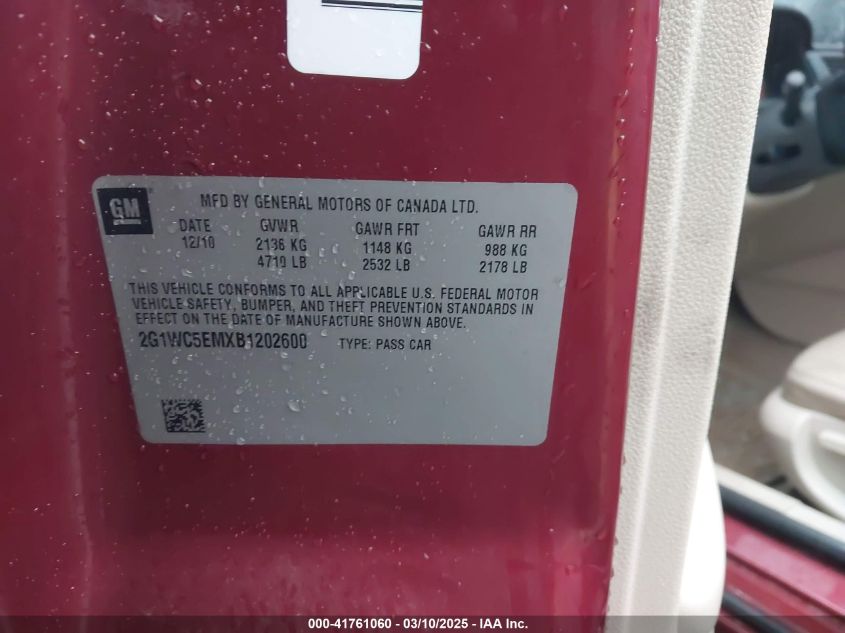 GM
MFD BY GENERAL MOTORS OF CANADA LTD.
DATE GVWR GAWR FRT GAWR RR
12/10 2136 KG 1148 KG 988 KG
4710 LB 2532 LB 2178 LB
THIS VEHICLE CONFORMS TO ALL APPLICABLE U.S. FEDERAL MOTOR
VEHICLE SAFETY, BUMPER, AND THEFT PREVENTION STANDARDS IN
EFFECT ON THE DATE OF MANUFACTURE SHOWN ABOVE.
2G1WC5EMXB1202600 TYPE: PASS CAR
000-41761060 — 03/10/2025 — IAA Inc.